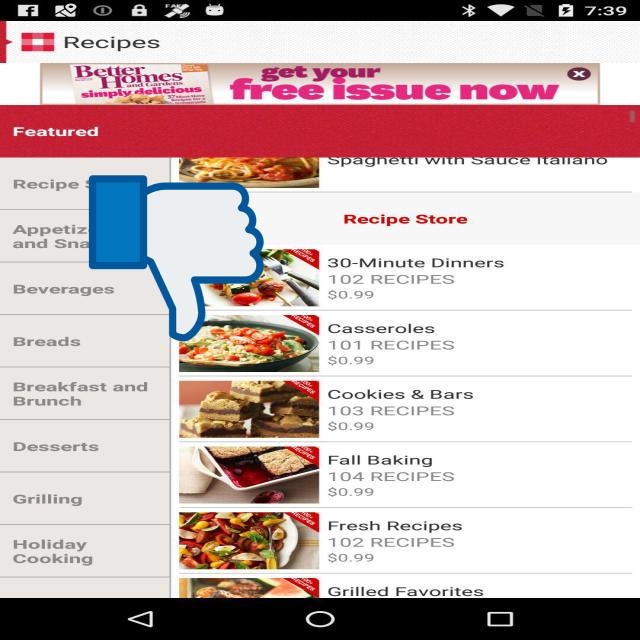 7:39
Recipes
Better
Homes
and Gardens
simply delicious
get your
free issue now
Featured
Spaghetti with Sauce Italiano
Recipe
Recipe Store
Appetiz
and Sna
30-Minute Dinners
102 RECIPES
$0.99
Beverages
Casseroles
101 RECIPES
$0.99
Breads
Breakfast and
Brunch
Cookies & Bars
103 RECIPES
$0.99
Desserts
Fall Baking
104 RECIPES
$0.99
Grilling
Fresh Recipes
102 RECIPES
$0.99
Holiday
Cooking
Grilled Favorites